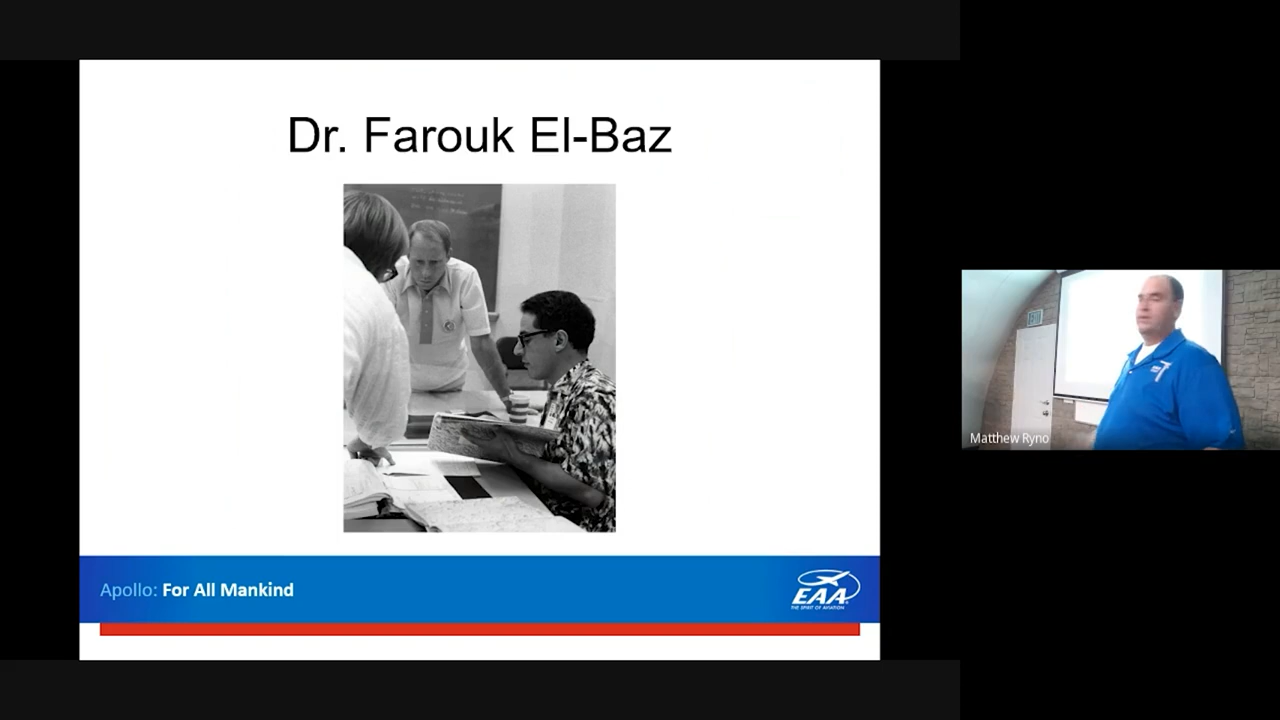 Dr. Farouk El-Baz
Apollo: For All Mankind
EAA
THE SPIRIT OF AVIATION
Matthew Ryno